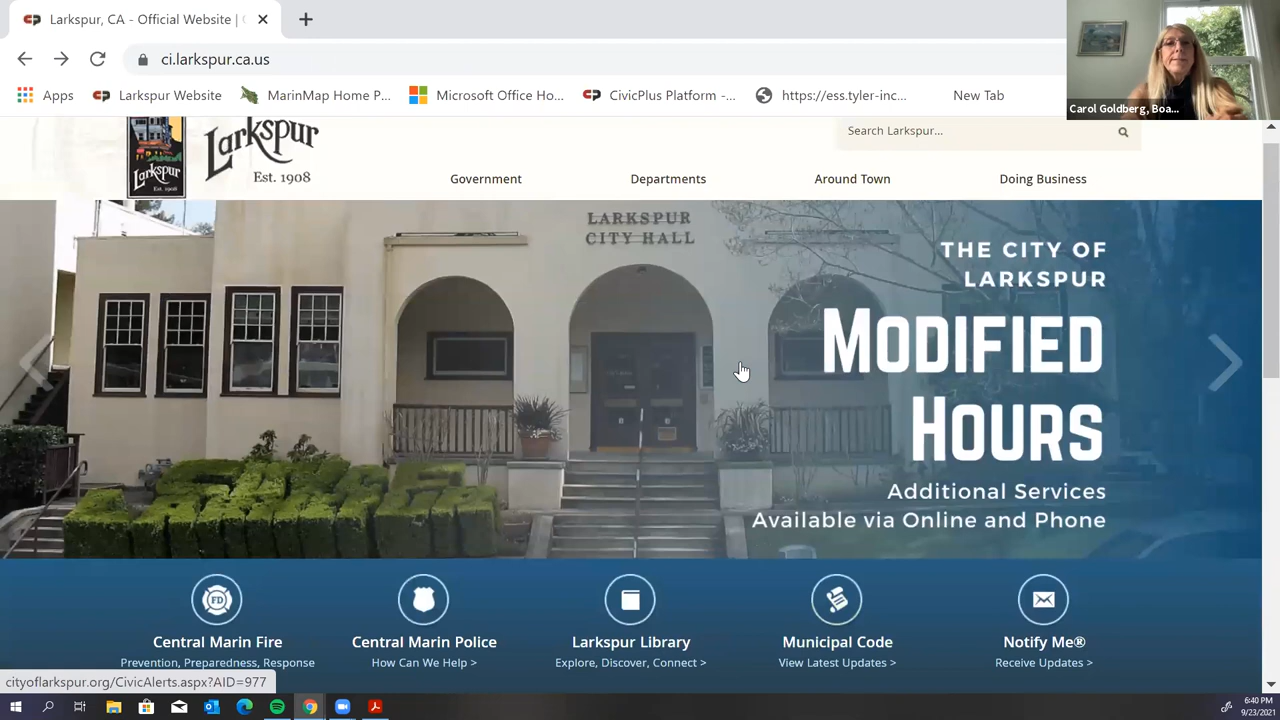 Larkspur, CA - Official Website |
ci.larkspur.ca.us
Apps
Larkspur Website
MarinMap Home P...
Microsoft Office Ho...
CivicPlus Platform -...
https://ess.tyler-inc...
New Tab
Carol Goldberg, Boa...
Larkspur
Est. 1908
Larkspur
Est. 1908
Search Larkspur...
Government
Departments
Around Town
Doing Business
LARKSPUR
CITY HALL
THE CITY OF
LARKSPUR
MODIFIED
HOURS
Additional Services
Available via Online and Phone
FD
Central Marin Fire
Prevention, Preparedness, Response
Central Marin Police
How Can We Help >
Larkspur Library
Explore, Discover, Connect >
Municipal Code
View Latest Updates >
Notify Me®
Receive Updates >
cityoflarkspur.org/CivicAlerts.aspx?AID=977
6:40 PM
9/23/2021